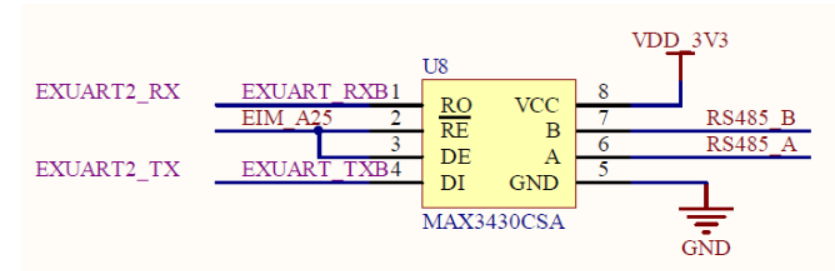 VDD_3V3
U8
EXUART2_RX EXUART_RXB 1 RO VCC 8
EIM_A25 2 RE B 7 RS485_B
3 DE A 6 RS485_A
EXUART2_TX EXUART_TXB 4 DI GND 5
MAX3430CSA
GND